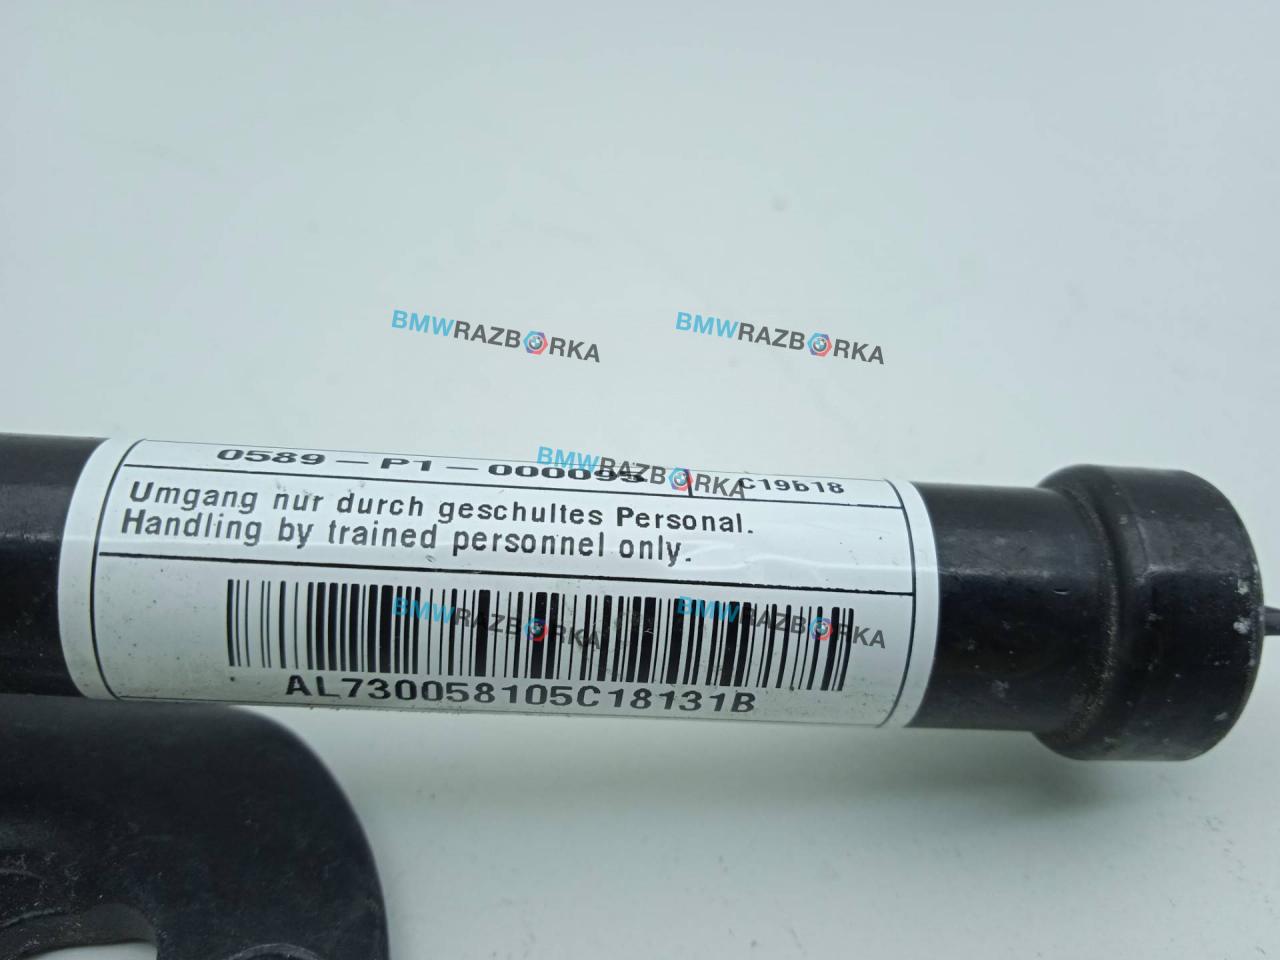 BMWRAZBORKA BMWRAZBORKA
BMWRAZBORKA
0589-P1-000095
Umgang nur durch geschultes Personal.
Handling by trained personnel only.
BMWRAZBORKA BMWRAZBORKA
AL730058105C18131B